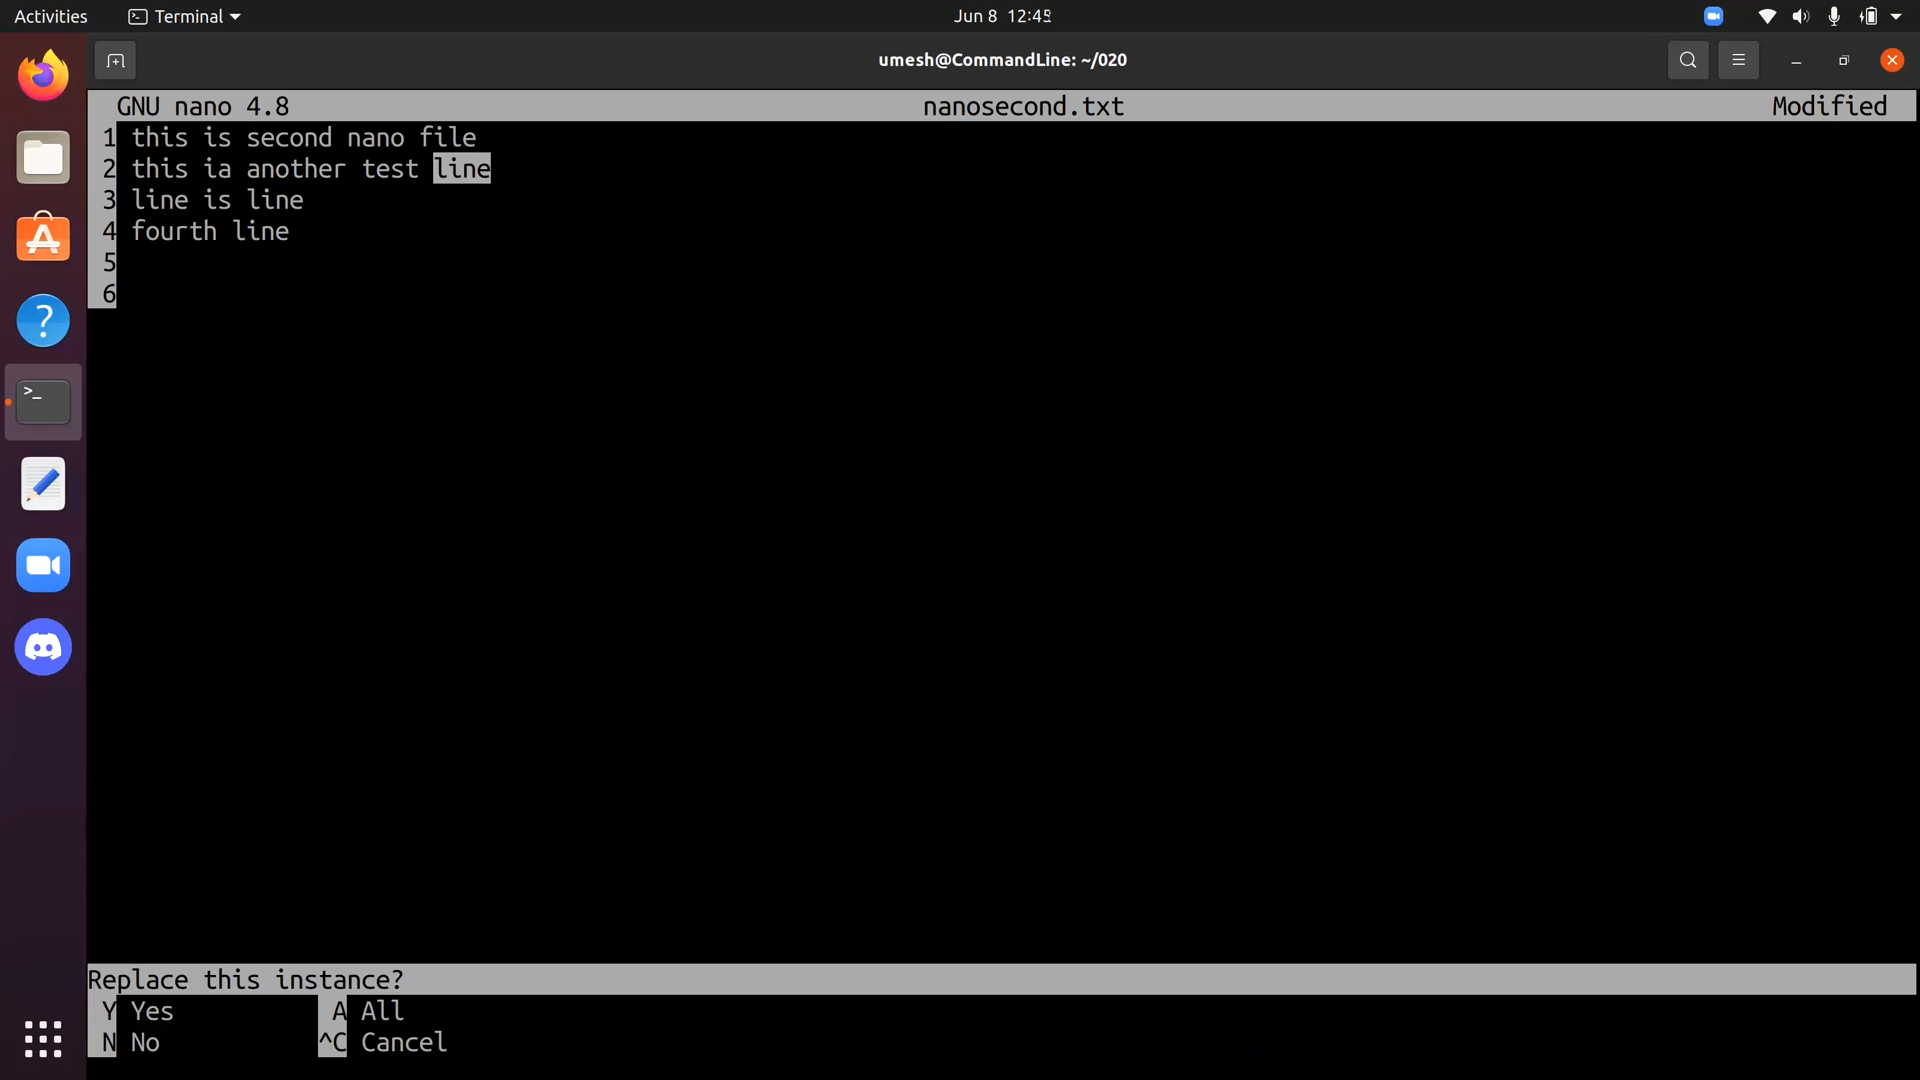 Activities Terminal Jun 8 12:45
umesh@CommandLine: ~/020
GNU nano 4.8 nanosecond.txt Modified
1 this is second nano file
2 this ia another test line
3 line is line
4 fourth line
5
6
Replace this instance?
Y Yes A All
N No ^C Cancel